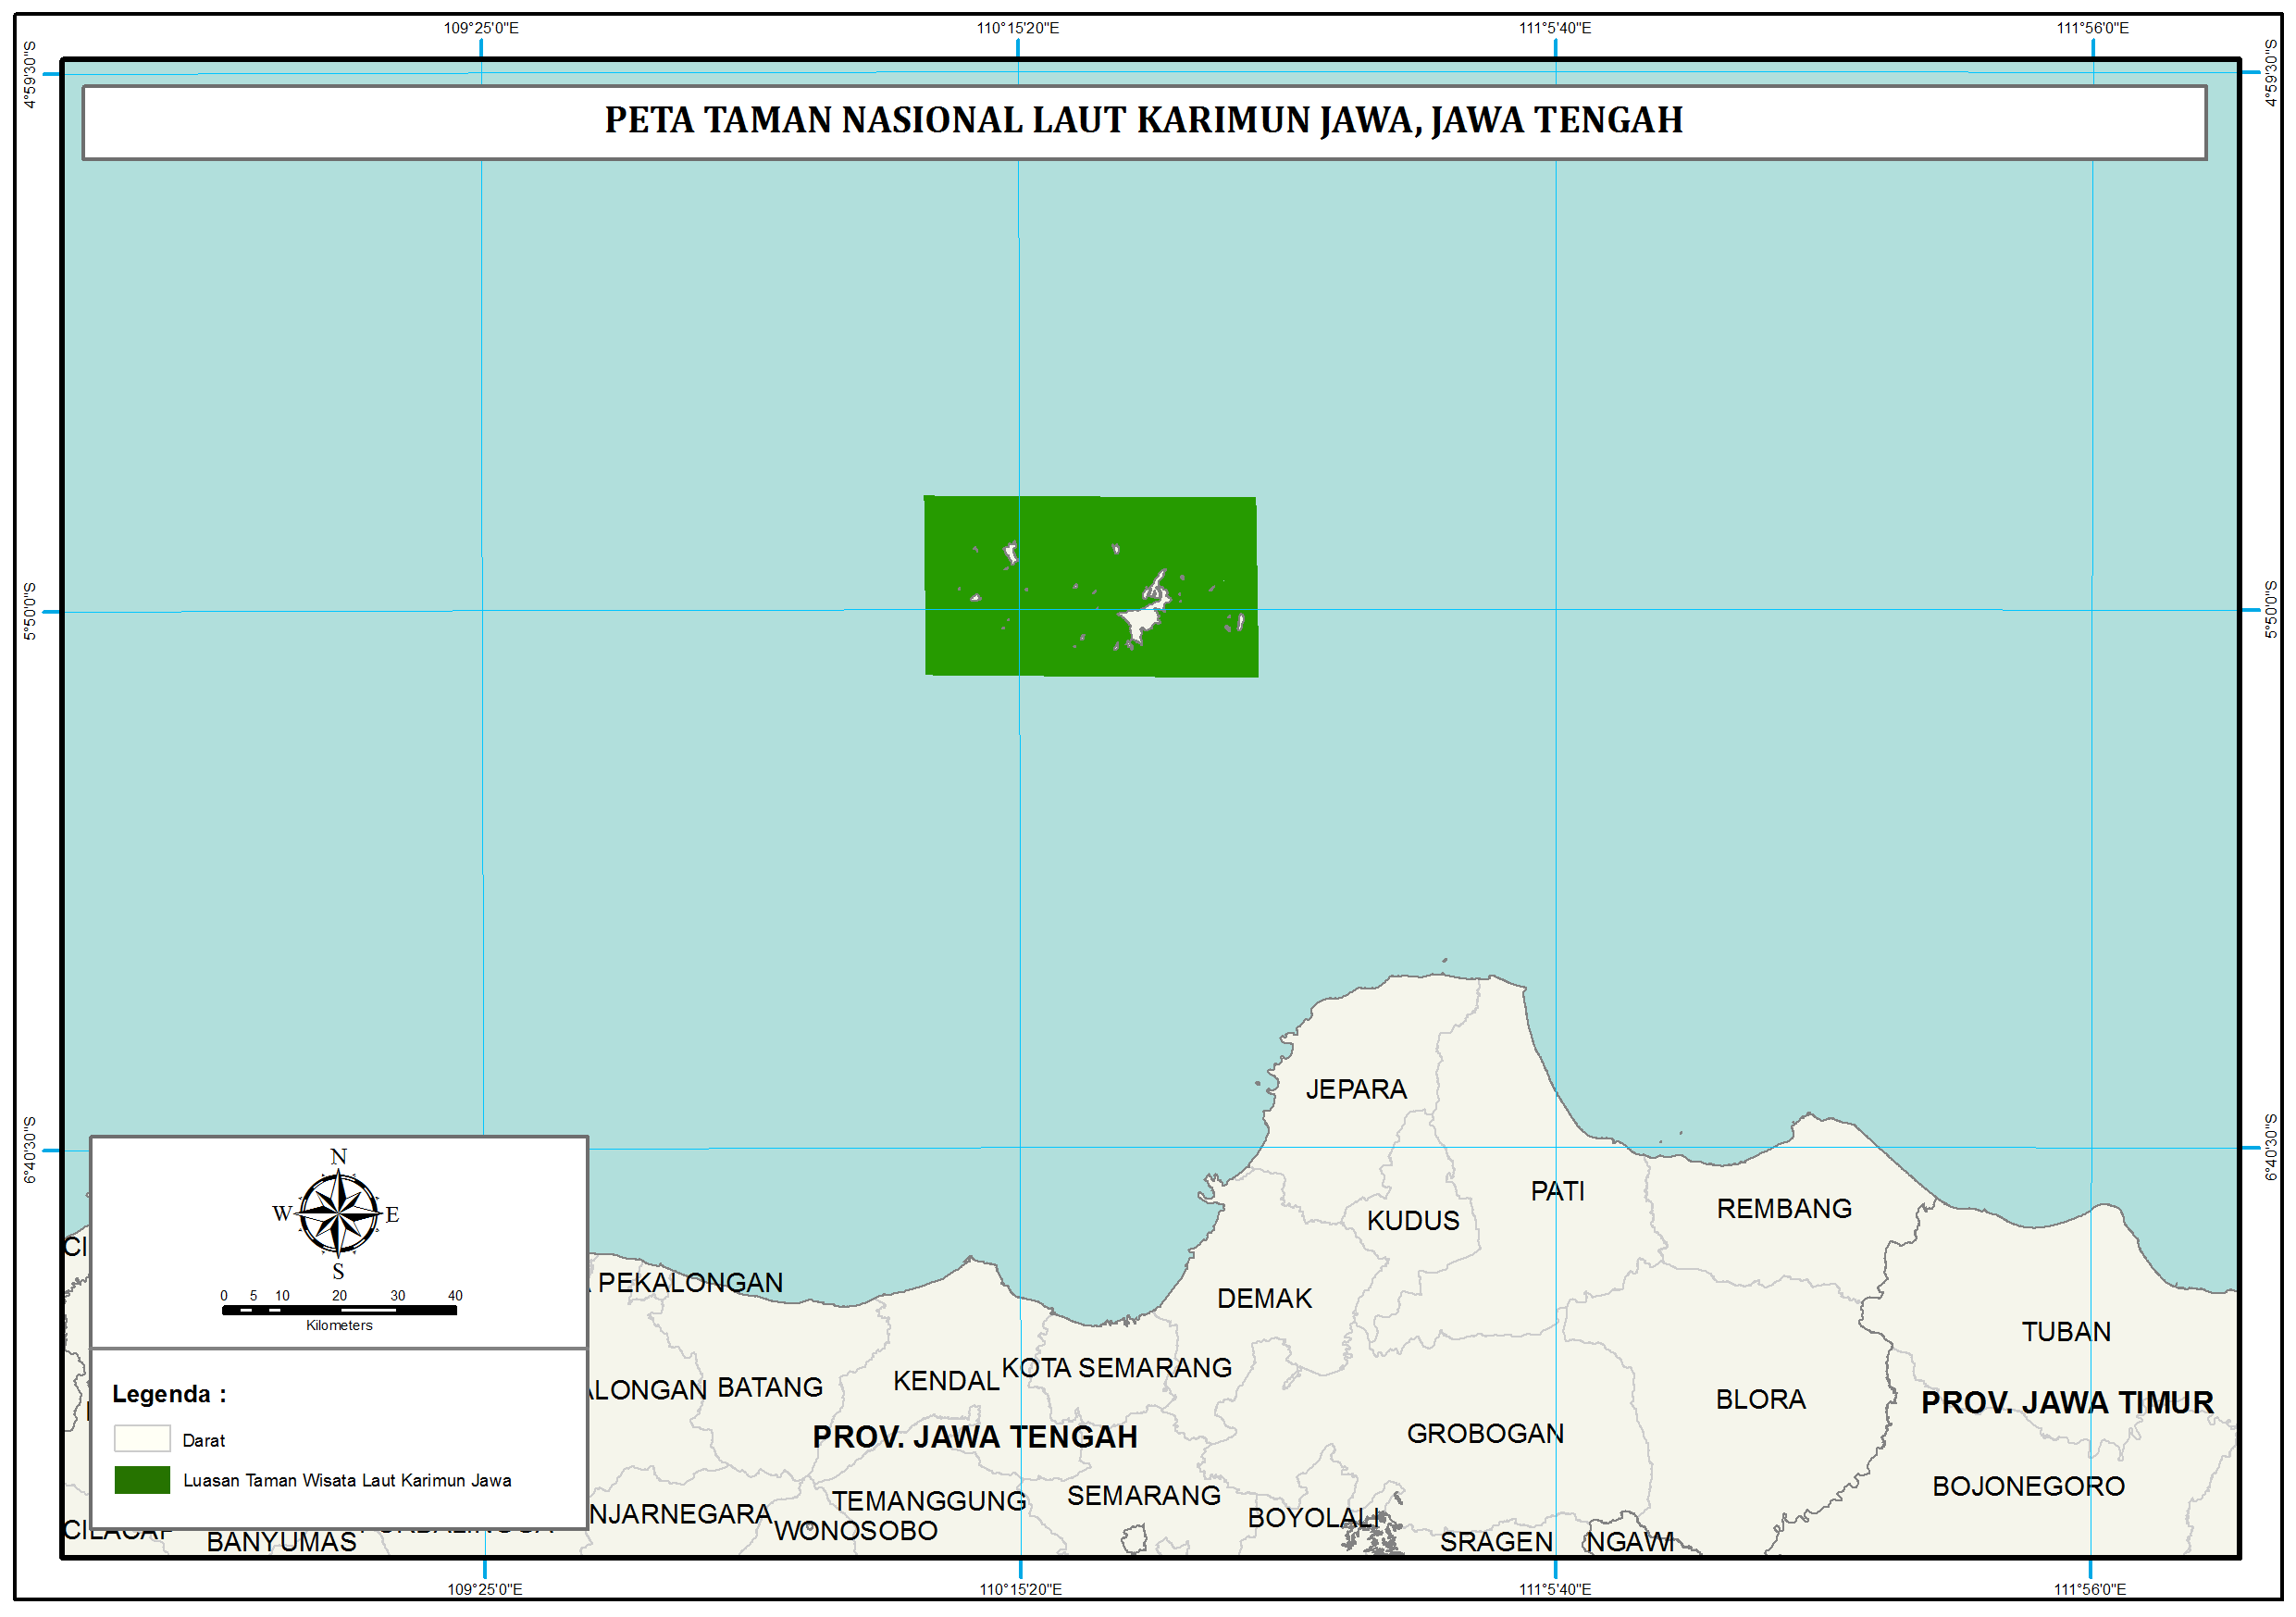 109°25'0"E 110°15'20"E 111°5'40"E 111°56'0"E
4°59'30"S 4°59'30"S
PETA TAMAN NASIONAL LAUT KARIMUN JAWA, JAWA TENGAH
5°50'0"S 5°50'0"S
JEPARA
6°40'30"S 6°40'30"S
N
W E
S
PATI
KUDUS
REMBANG
CI
PEKALONGAN
DEMAK
0 5 10 20 30 40
Kilometers
TUBAN
KOTA SEMARANG
KENDAL
ALONGAN BATANG
Legenda :
BLORA
PROV. JAWA TIMUR
PROV. JAWA TENGAH
GROBOGAN
Darat
Luasan Taman Wisata Laut Karimun Jawa
BOJONEGORO
SEMARANG
TEMANGGUNG
NJARNEGARA
BOYOLALI
WONOSOBO
CILACAP
BANYUMAS
SRAGEN
NGAWI
109°25'0"E 110°15'20"E 111°5'40"E 111°56'0"E